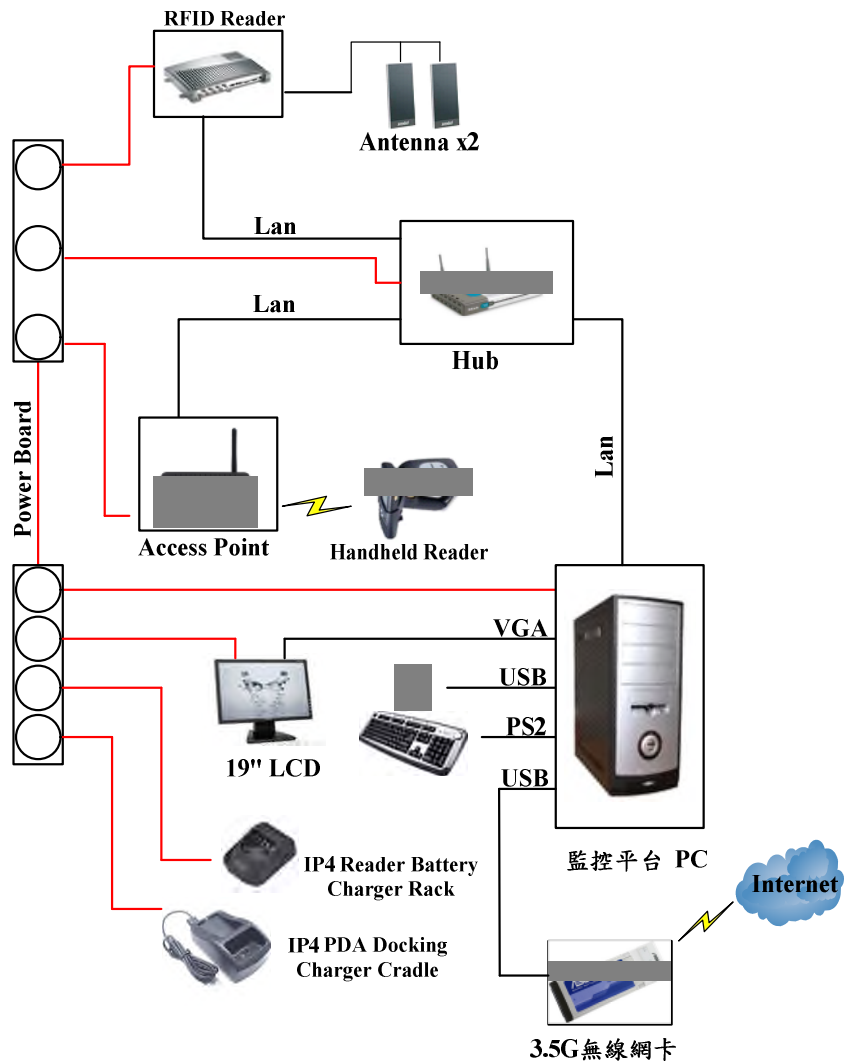 RFID Reader
Antenna x2
Lan
Lan
Hub
Power Board
Lan
Access Point
Handheld Reader
VGA
USB
PS2
USB
19" LCD
監控平台 PC
IP4 Reader Battery
Charger Rack
Internet
IP4 PDA Docking
Charger Cradle
3.5G無線網卡